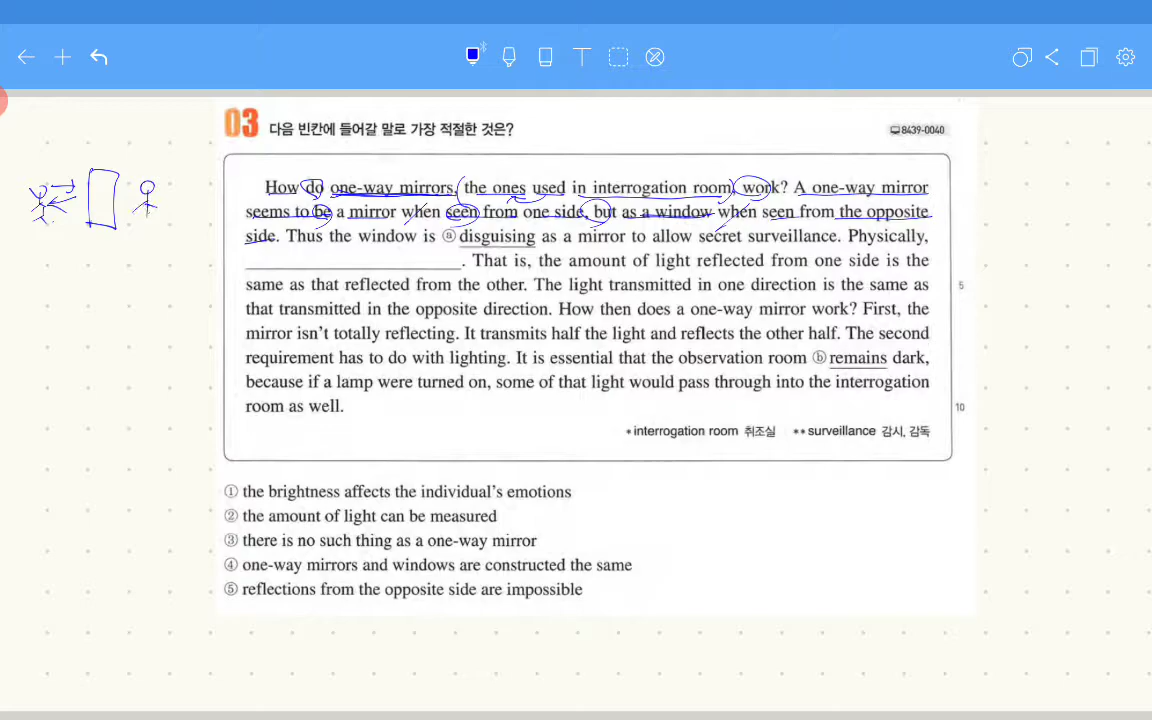 03 다음 빈칸에 들어갈 말로 가장 적절한 것은?
8439-0040
How do one-way mirrors, the ones used in interrogation room, work? A one-way mirror
seems to be a mirror when seen from one side, but as a window when seen from the opposite
side. Thus the window is ⓐ disguising as a mirror to allow secret surveillance. Physically,
____________________. That is, the amount of light reflected from one side is the
same as that reflected from the other. The light transmitted in one direction is the same as
5
that transmitted in the opposite direction. How then does a one-way mirror work? First, the
mirror isn't totally reflecting. It transmits half the light and reflects the other half. The second
requirement has to do with lighting. It is essential that the observation room ⓑ remains dark,
because if a lamp were turned on, some of that light would pass through into the interrogation
room as well.
10
*interrogation room 취조실 **surveillance 감시, 감독
① the brightness affects the individual's emotions
② the amount of light can be measured
③ there is no such thing as a one-way mirror
④ one-way mirrors and windows are constructed the same
⑤ reflections from the opposite side are impossible